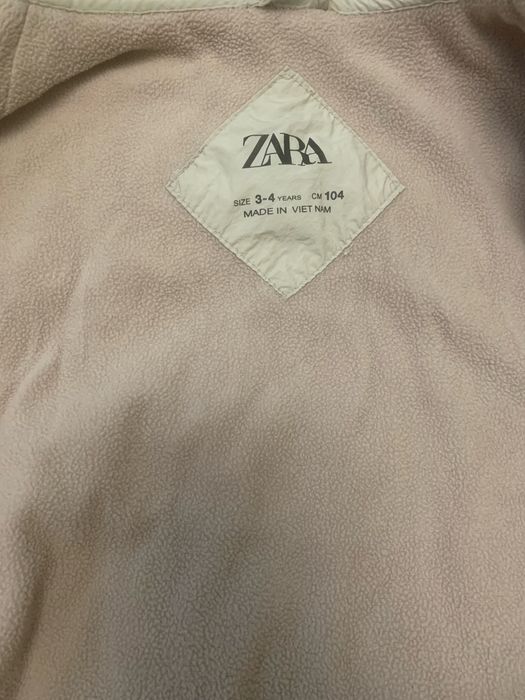 ZARA
SIZE 3-4 YEARS CM 104
MADE IN VIET NAM